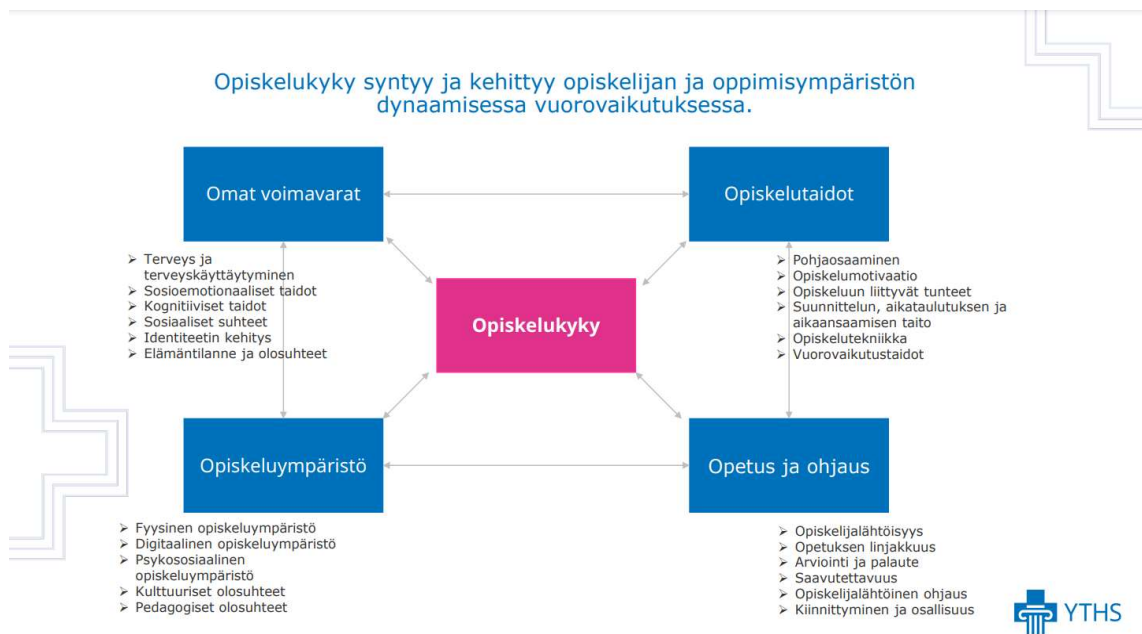 Opiskelukyky syntyy ja kehittyy opiskelijan ja oppimisympäristön
dynaamisessa vuorovaikutuksessa.
Omat voimavarat
➢ Terveys ja
terveyskäyttäytyminen
➢ Sosioemotionaaliset taidot
➢ Kognitiiviset taidot
➢ Sosiaaliset suhteet
➢ Identiteetin kehitys
➢ Elämäntilanne ja olosuhteet
Opiskelutaidot
➢ Pohjaosaaminen
➢ Opiskelumotivaatio
➢ Opiskeluun liittyvät tunteet
➢ Suunnittelun, aikataulutuksen ja
aikaansaamisen taito
➢ Opiskelutekniikka
➢ Vuorovaikutustaidot
Opiskelukyky
Opiskeluympäristö
➢ Fyysinen opiskeluympäristö
➢ Digitaalinen opiskeluympäristö
➢ Psykososiaalinen
opiskeluympäristö
➢ Kulttuuriset olosuhteet
➢ Pedagogiset olosuhteet
Opetus ja ohjaus
➢ Opiskelijalähtöisyys
➢ Opetuksen linjakkuus
➢ Arviointi ja palaute
➢ Saavutettavuus
➢ Opiskelijalähtöinen ohjaus
➢ Kiinnittyminen ja osallisuus
YTHS